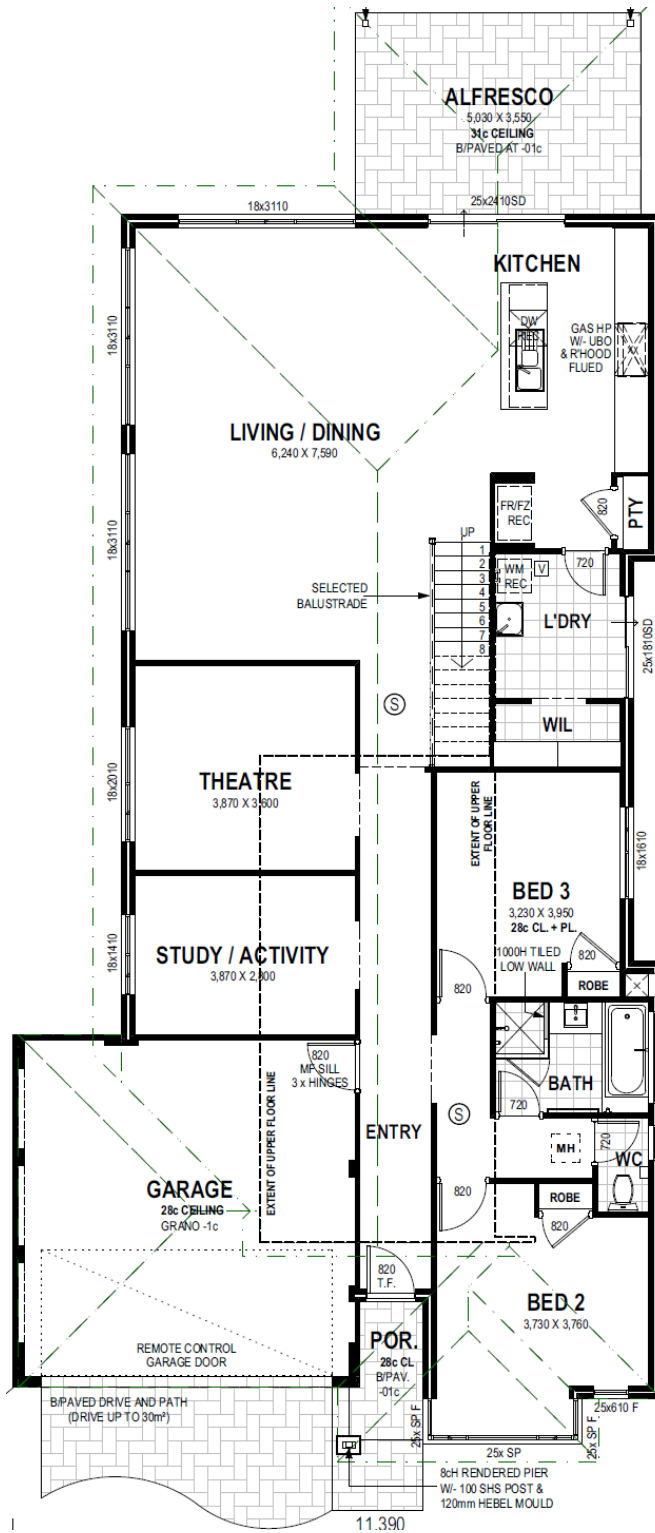 ALFRESCO
5,030 X 3,550
31c CEILING
B/PAVED AT -01c
18x3110
25x2410SD
KITCHEN
DW
REC
GAS HP
W/- UBO
& R'HOOD
FLUED
18x3110
LIVING / DINING
6,240 X 7,590
FR/FZ
REC
820
PTY
18x3110
UP
1
2
3
4
5
6
7
8
SELECTED
BALUSTRADE
WM
REC
V
720
L'DRY
25x1810SD
S
WIL
THEATRE
3,870 X 3,600
18x2010
EXTENT OF UPPER
FLOOR LINE
18x1610
BED 3
3,230 X 3,950
28c CL. + PL.
STUDY / ACTIVITY
3,870 X 2,800
18x1410
1000H TILED
LOW WALL
820
ROBE
820
820
MF SILL
3 x HINGES
EXTENT OF UPPER FLOOR LINE
BATH
720
S
ENTRY
MH
720
WC
GARAGE
28c CEILING
GRANO -1c
820
ROBE
820
820
T.F.
BED 2
3,730 X 3,760
REMOTE CONTROL
GARAGE DOOR
POR.
28c CL
B/PAV.
-01c
B/PAVED DRIVE AND PATH
(DRIVE UP TO 30m²)
25x SP F
25x610 F
25x SP F
25x SP
8cH RENDERED PIER
W/- 100 SHS POST &
120mm HEBEL MOULD
11,390